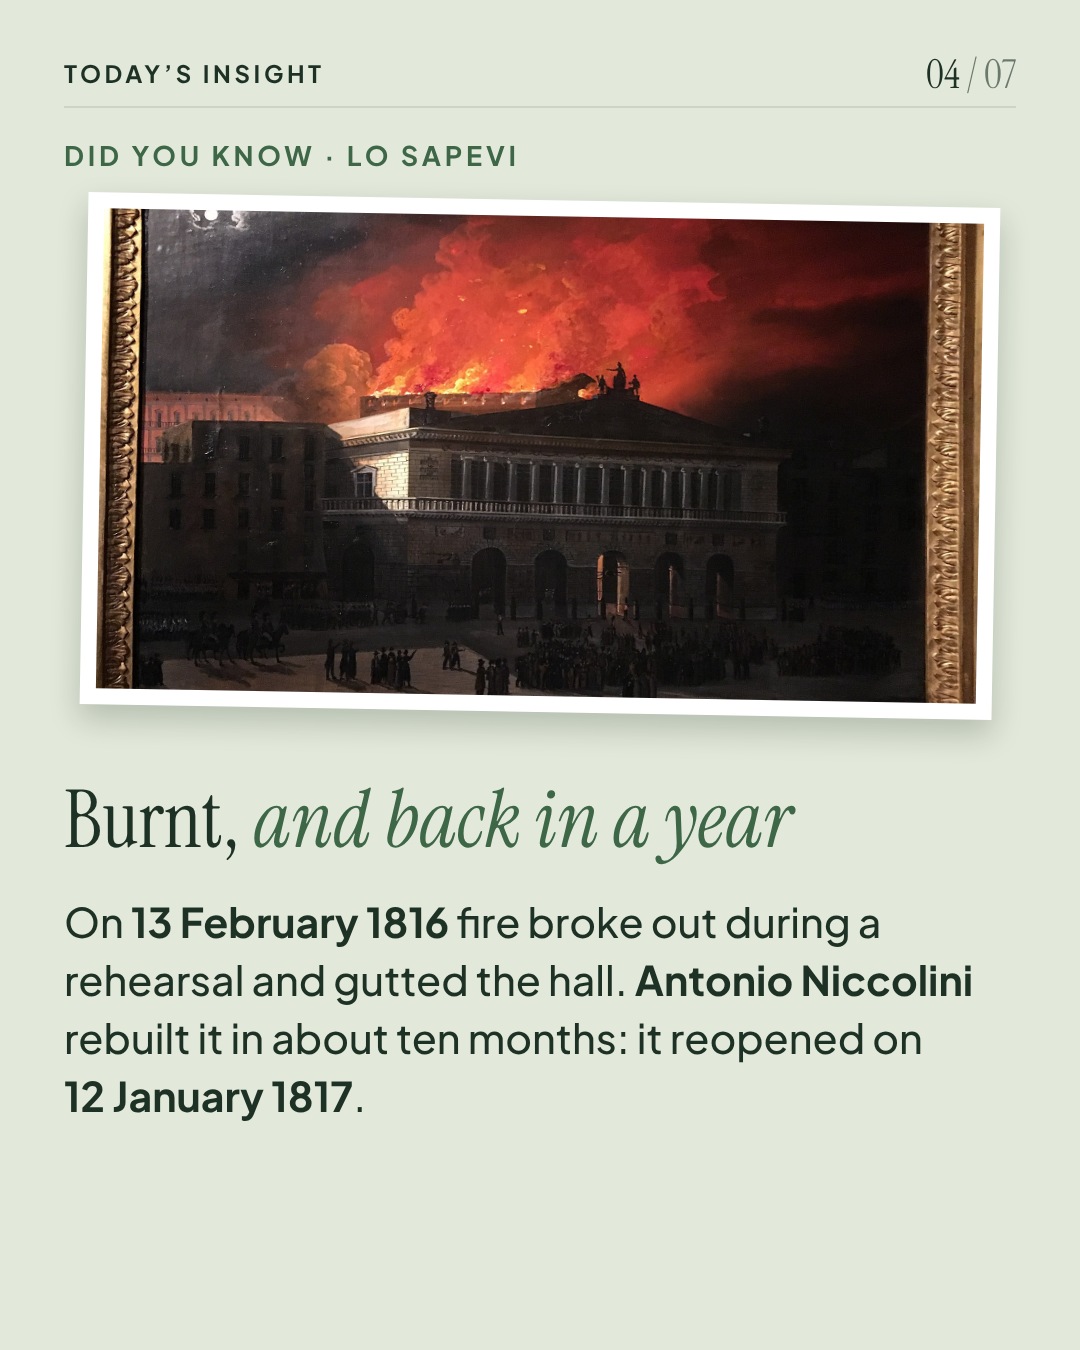 TODAY’S INSIGHT
04 / 07
DID YOU KNOW · LO SAPEVI
Burnt, and back in a year
On 13 February 1816 fire broke out during a
rehearsal and gutted the hall. Antonio Niccolini
rebuilt it in about ten months: it reopened on
12 January 1817.